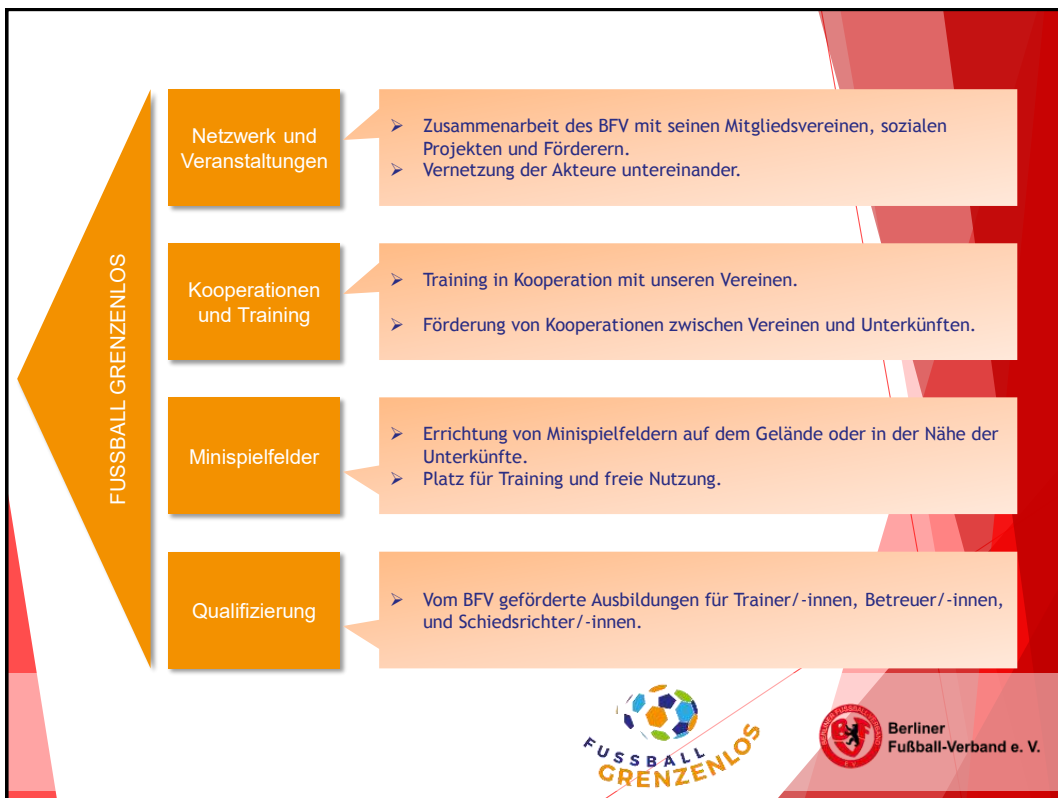 FUSSBALL GRENZENLOS
Netzwerk und
Veranstaltungen
➢ Zusammenarbeit des BFV mit seinen Mitgliedsvereinen, sozialen
Projekten und Förderern.
➢ Vernetzung der Akteure untereinander.
Kooperationen
und Training
➢ Training in Kooperation mit unseren Vereinen.
➢ Förderung von Kooperationen zwischen Vereinen und Unterkünften.
Minispielfelder
➢ Errichtung von Minispielfeldern auf dem Gelände oder in der Nähe der
Unterkünfte.
➢ Platz für Training und freie Nutzung.
Qualifizierung
➢ Vom BFV geförderte Ausbildungen für Trainer/-innen, Betreuer/-innen,
und Schiedsrichter/-innen.
FUSSBALL
GRENZENLOS
BERLINER FUSSBALL-VERBAND
E.V.
Berliner
Fußball-Verband e. V.